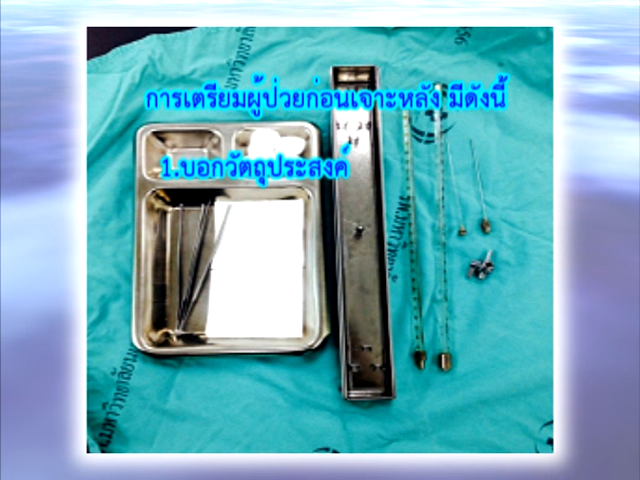 การเตรียมผู้ป่วยก่อนเจาะหลัง มีดังนี้
1.บอกวัตถุประสงค์